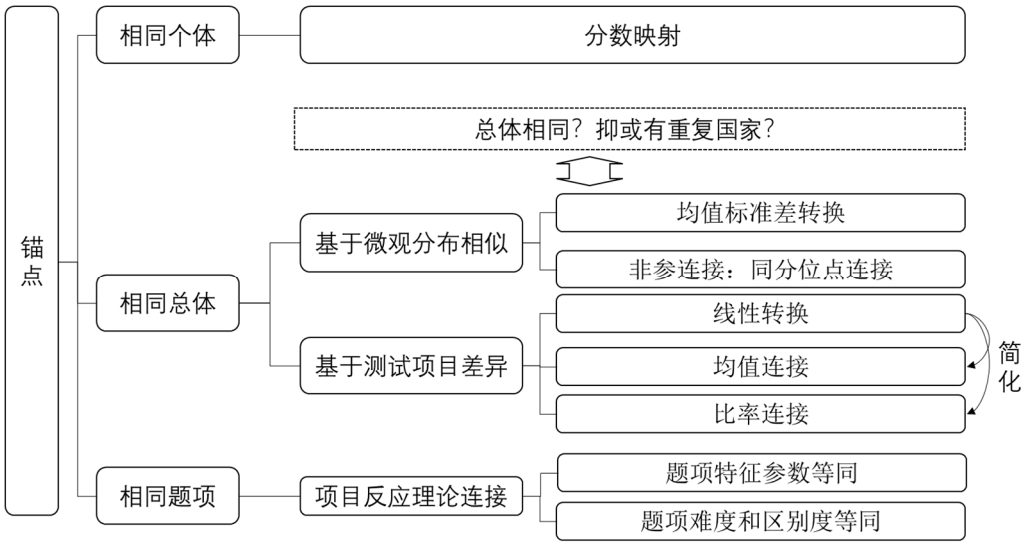 锚点
相同个体
分数映射
总体相同？抑或有重复国家？
相同总体
基于微观分布相似
均值标准差转换
非参连接：同分位点连接
基于测试项目差异
线性转换
均值连接
比率连接
简化
相同题项
项目反应理论连接
题项特征参数等同
题项难度和区别度等同